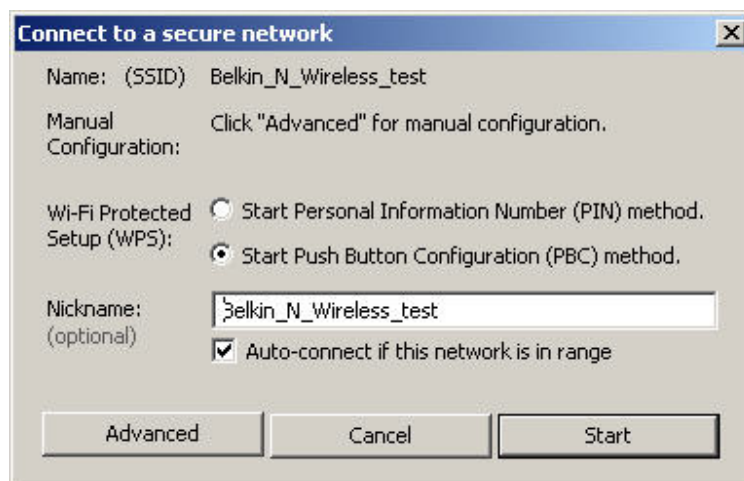 Connect to a secure network
Name: (SSID) Belkin_N_Wireless_test
Manual Configuration: Click "Advanced" for manual configuration.
Wi-Fi Protected Setup (WPS): Start Personal Information Number (PIN) method.
Start Push Button Configuration (PBC) method.
Nickname: (optional) Belkin_N_Wireless_test
Auto-connect if this network is in range
Advanced Cancel Start